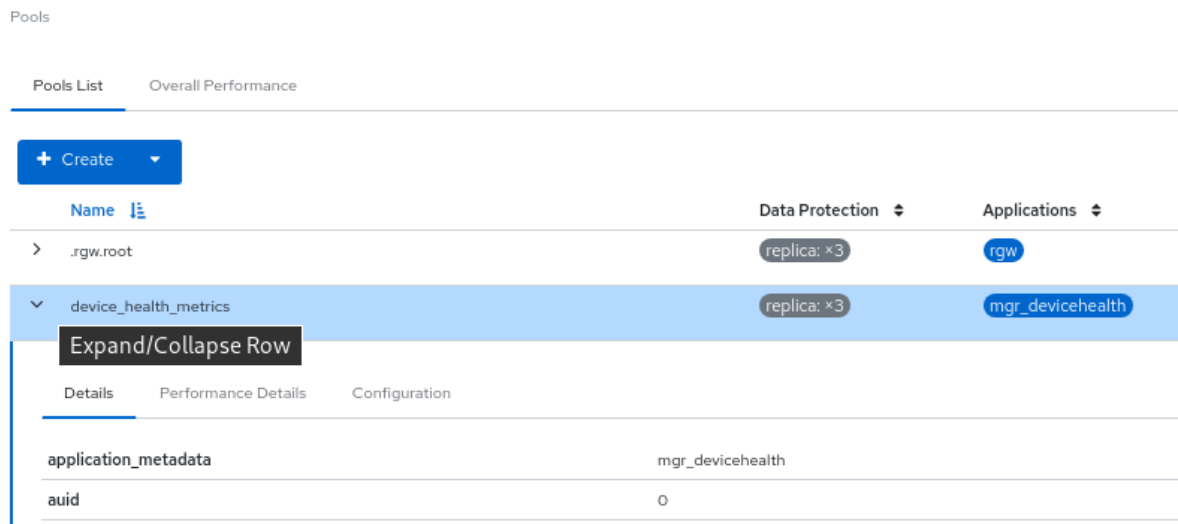 Pools
Pools List Overall Performance
+ Create
Name Data Protection Applications
.rgw.root replica: ×3 rgw
device_health_metrics replica: ×3 mgr_devicehealth
Expand/Collapse Row
Details Performance Details Configuration
application_metadata mgr_devicehealth
auid 0